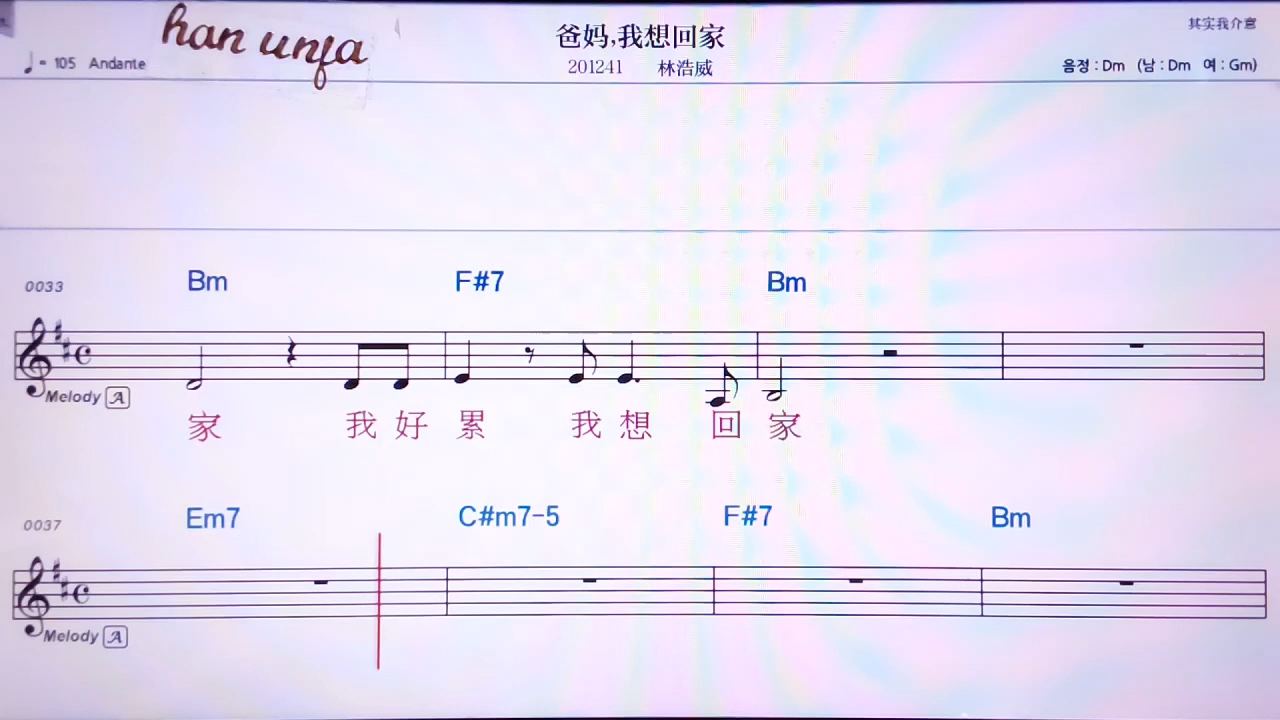 han unfa
爸妈,我想回家
其实我介意
♩= 105 Andante
201241 林浩威
음정 : Dm (남 : Dm 여 : Gm)
0033 Bm F#7 Bm
Melody A
家 我 好 累 我 想 回 家
0037 Em7 C#m7-5 F#7 Bm
Melody A